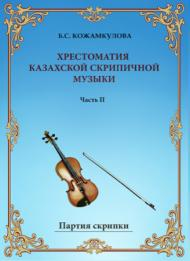 Б.С. КОЖАМКУЛОВА
ХРЕСТОМАТИЯ
КАЗАХСКОЙ СКРИПИЧНОЙ
МУЗЫКИ
Часть II
Партия скрипки